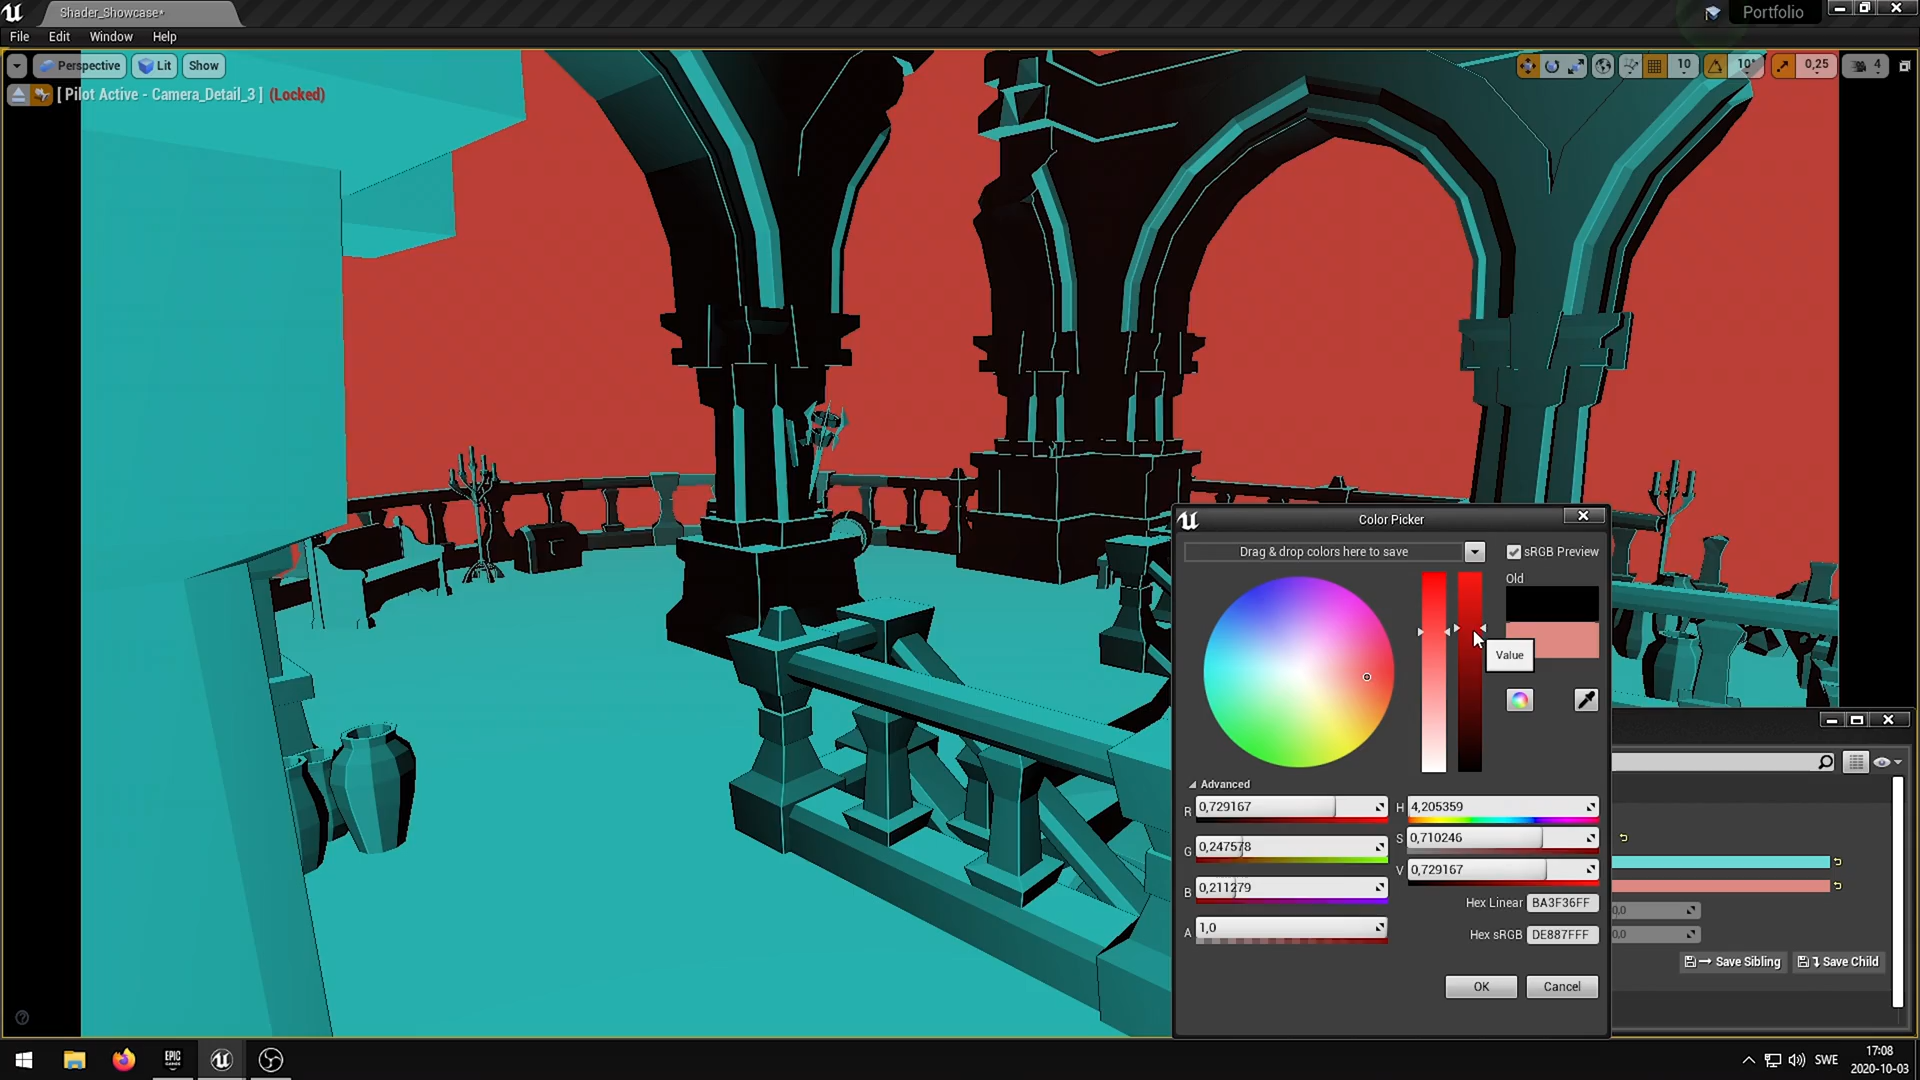 Shader_Showcase*
Portfolio
File Edit Window Help
Perspective Lit Show
10 10° 0,25 4
[ Pilot Active - Camera_Detail_3 ] (Locked)
Color Picker
Drag & drop colors here to save
sRGB Preview
Old
Value
Advanced
R 0,729167 H 4,205359
G 0,247578 S 0,710246
B 0,211279 V 0,729167
Hex Linear BA3F36FF
A 1,0 Hex sRGB DE887FFF
OK Cancel
0,0
0,0
Save Sibling Save Child
EPIC GAMES
SWE
17:08
2020-10-03